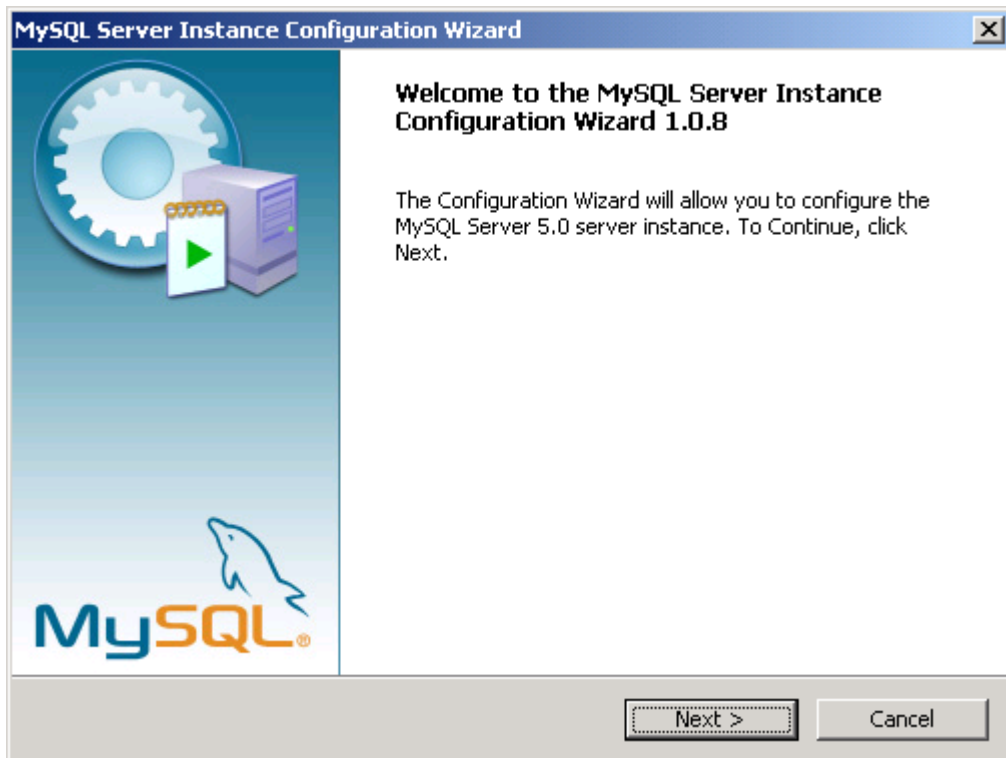 MySQL Server Instance Configuration Wizard
Welcome to the MySQL Server Instance
Configuration Wizard 1.0.8
The Configuration Wizard will allow you to configure the
MySQL Server 5.0 server instance. To Continue, click
Next.
MySQL®
Next >
Cancel